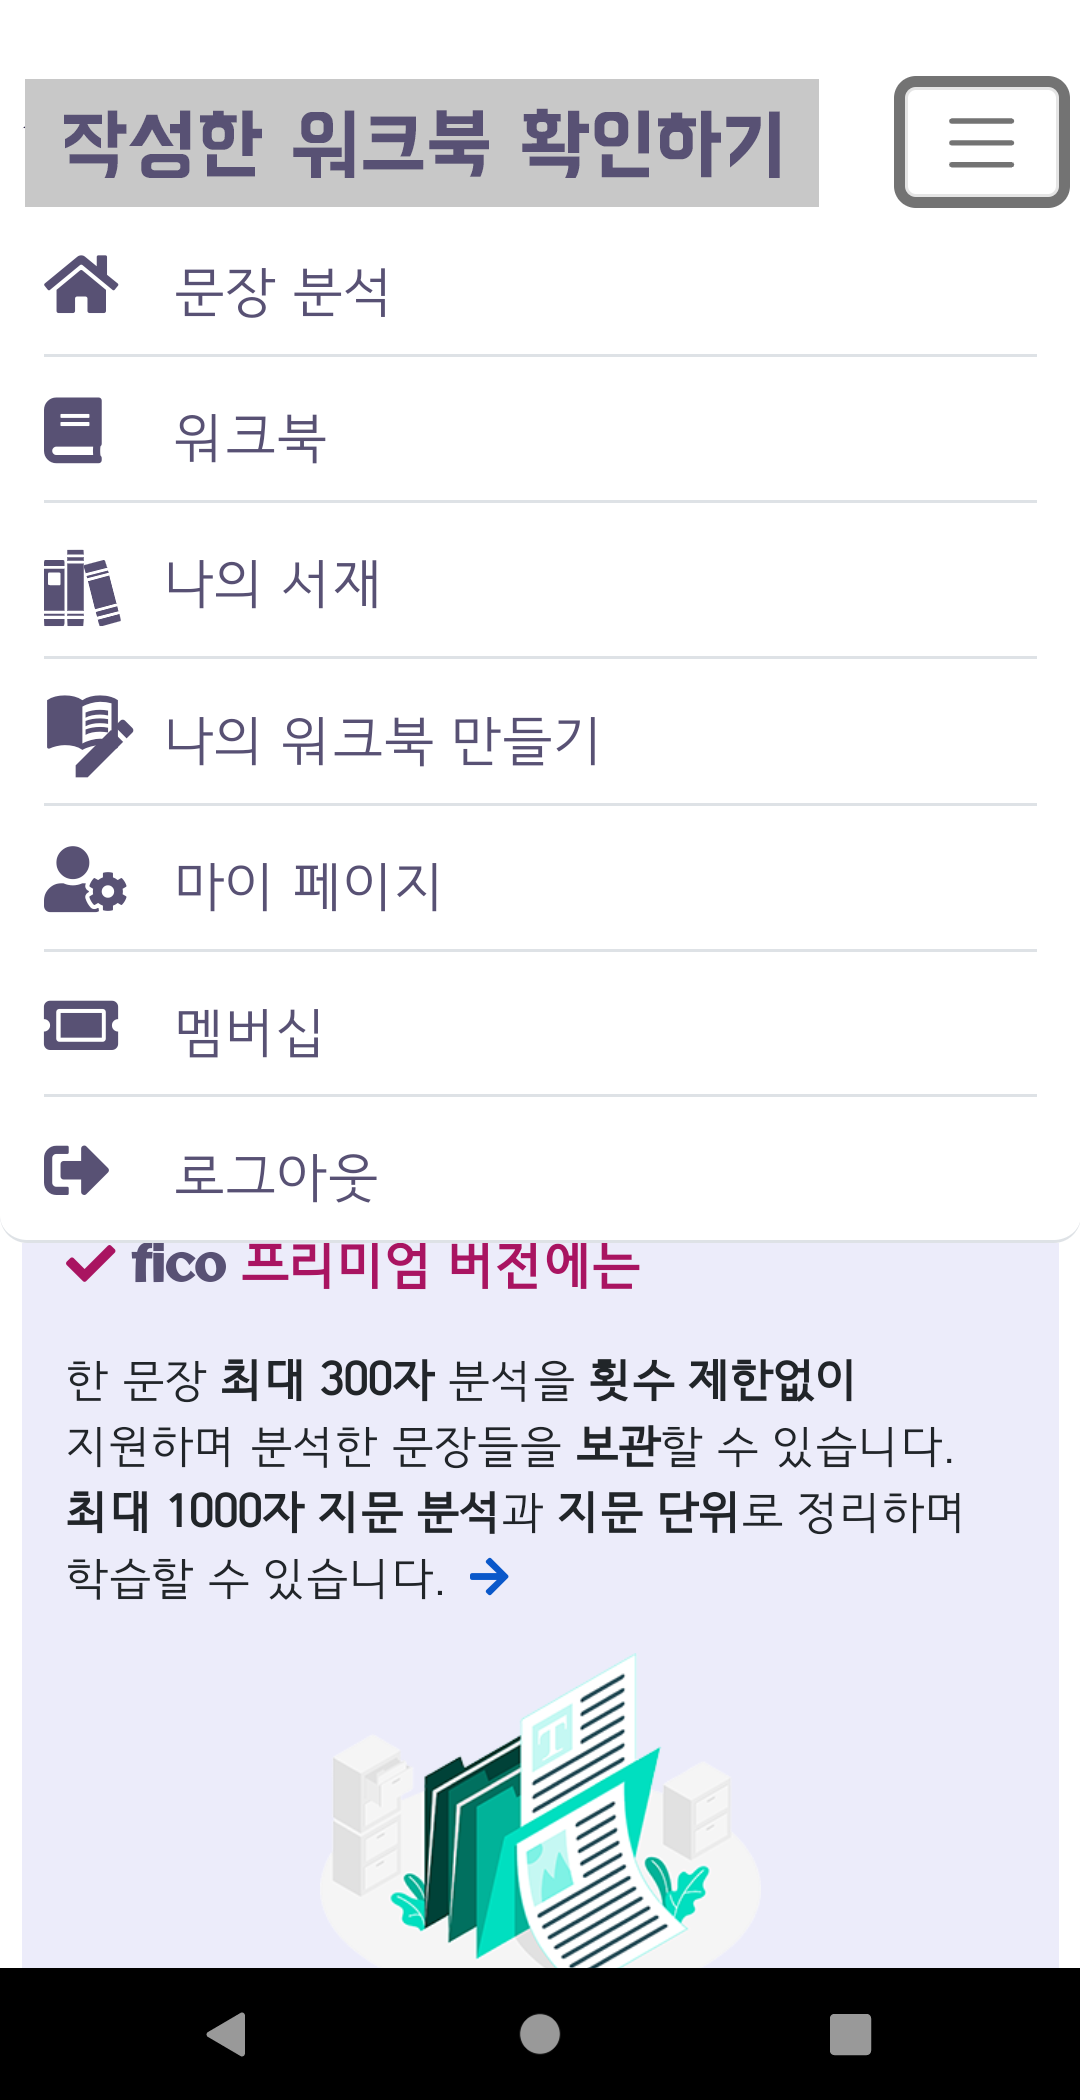 작성한 워크북 확인하기
문장 분석
워크북
나의 서재
나의 워크북 만들기
마이 페이지
멤버십
로그아웃
fico 프리미엄 버전에는
한 문장 최대 300자 분석을 횟수 제한없이
지원하며 분석한 문장들을 보관할 수 있습니다.
최대 1000자 지문 분석과 지문 단위로 정리하며
학습할 수 있습니다.
T